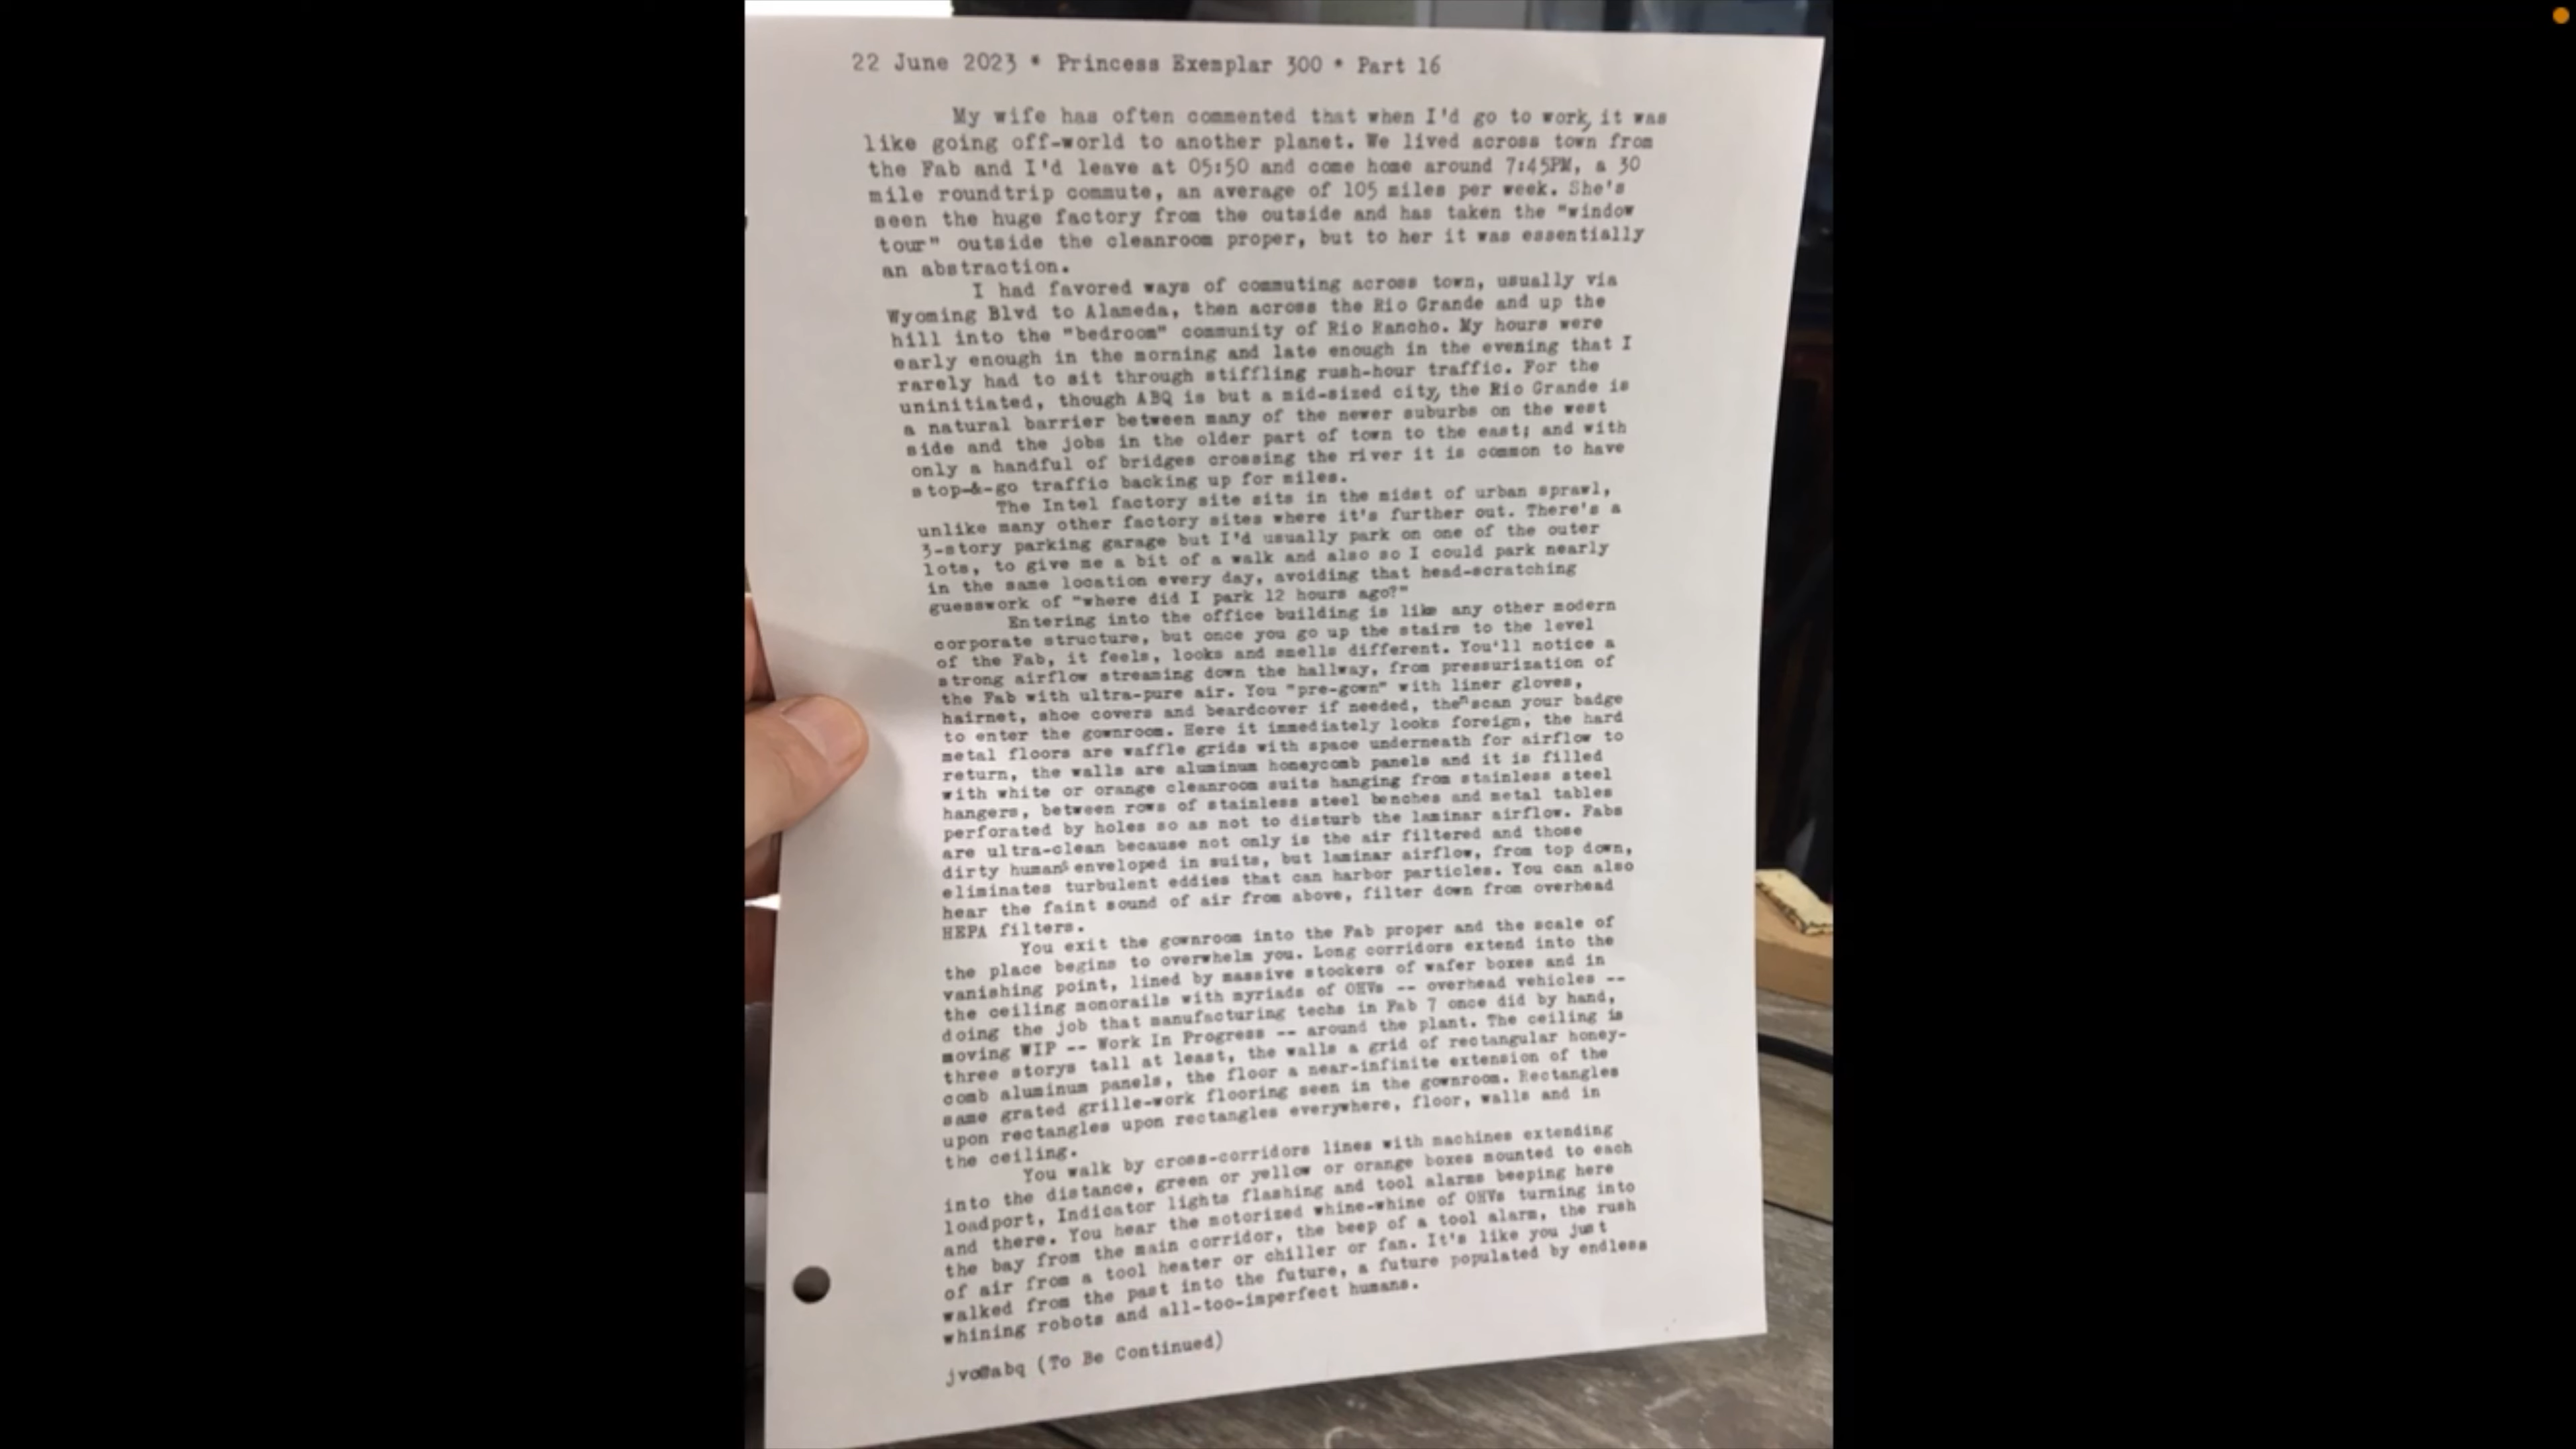 22 June 2023 * Princess Exemplar 300 * Part 16
My wife has often commented that when I'd go to work, it was
like going off-world to another planet. We lived across town from
the Fab and I'd leave at 05:50 and come home around 7:45PM, a 30
mile roundtrip commute, an average of 105 miles per week. She's
seen the huge factory from the outside and has taken the "window
tour" outside the cleanroom proper, but to her it was essentially
an abstraction.
I had favored ways of commuting across town, usually via
Wyoming Blvd to Alameda, then across the Rio Grande and up the
hill into the "bedroom" community of Rio Rancho. My hours were
early enough in the morning and late enough in the evening that I
rarely had to sit through stiffling rush-hour traffic. For the
uninitiated, though ABQ is but a mid-sized city, the Rio Grande is
a natural barrier between many of the newer suburbs on the west
side and the jobs in the older part of town to the east; and with
only a handful of bridges crossing the river it is common to have
stop-&-go traffic backing up for miles.
The Intel factory site sits in the midst of urban sprawl,
unlike many other factory sites where it's further out. There's a
3-story parking garage but I'd usually park on one of the outer
lots, to give me a bit of a walk and also so I could park nearly
in the same location every day, avoiding that head-scratching
guesswork of "where did I park 12 hours ago?"
Entering into the office building is like any other modern
corporate structure, but once you go up the stairs to the level
of the Fab, it feels, looks and smells different. You'll notice a
strong airflow streaming down the hallway, from pressurization of
the Fab with ultra-pure air. You "pre-gown" with liner gloves,
hairnet, shoe covers and beardcover if needed, then scan your badge
to enter the gownroom. Here it immediately looks foreign, the hard
metal floors are waffle grids with space underneath for airflow to
return, the walls are aluminum honeycomb panels and it is filled
with white or orange cleanroom suits hanging from stainless steel
hangers, between rows of stainless steel benches and metal tables
perforated by holes so as not to disturb the laminar airflow. Fabs
are ultra-clean because not only is the air filtered and those
dirty humans enveloped in suits, but laminar airflow, from top down,
eliminates turbulent eddies that can harbor particles. You can also
hear the faint sound of air from above, filter down from overhead
HEPA filters.
You exit the gownroom into the Fab proper and the scale of
the place begins to overwhelm you. Long corridors extend into the
vanishing point, lined by massive stockers of wafer boxes and in
the ceiling monorails with myriads of OHVs -- overhead vehicles --
doing the job that manufacturing techs in Fab 7 once did by hand,
moving WIP -- Work In Progress -- around the plant. The ceiling is
three storys tall at least, the walls a grid of rectangular honey-
comb aluminum panels, the floor a near-infinite extension of the
same grated grille-work flooring seen in the gownroom. Rectangles
upon rectangles upon rectangles everywhere, floor, walls and in
the ceiling.
You walk by cross-corridors lines with machines extending
into the distance, green or yellow or orange boxes mounted to each
loadport, Indicator lights flashing and tool alarms beeping here
and there. You hear the motorized whine-whine of OHVs turning into
the bay from the main corridor, the beep of a tool alarm, the rush
of air from a tool heater or chiller or fan. It's like you just
walked from the past into the future, a future populated by endless
whining robots and all-too-imperfect humans.
jvc@abq (To Be Continued)